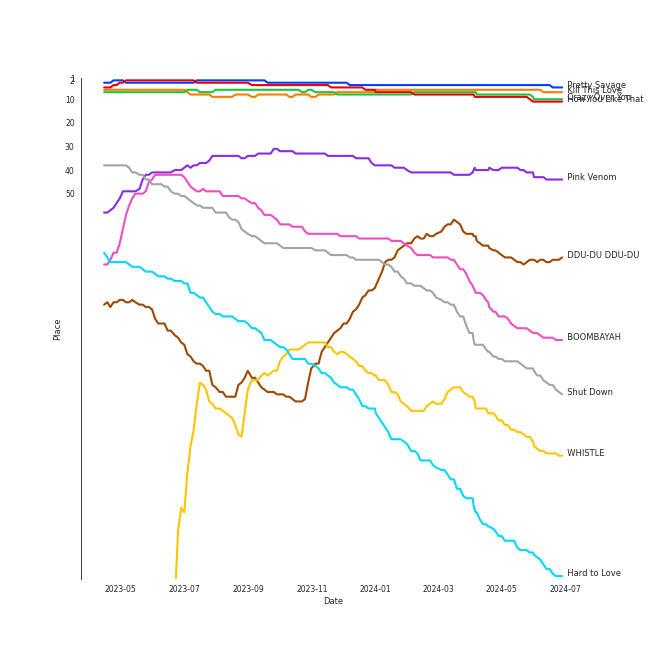 1
2
10
20
30
40
50
Place
Pretty Savage
Kill This Love
Crazy Over You
How You Like That
Pink Venom
DDU-DU DDU-DU
BOOMBAYAH
Shut Down
WHISTLE
Hard to Love
2023-05 2023-07 2023-09 2023-11 2024-01 2024-03 2024-05 2024-07
Date